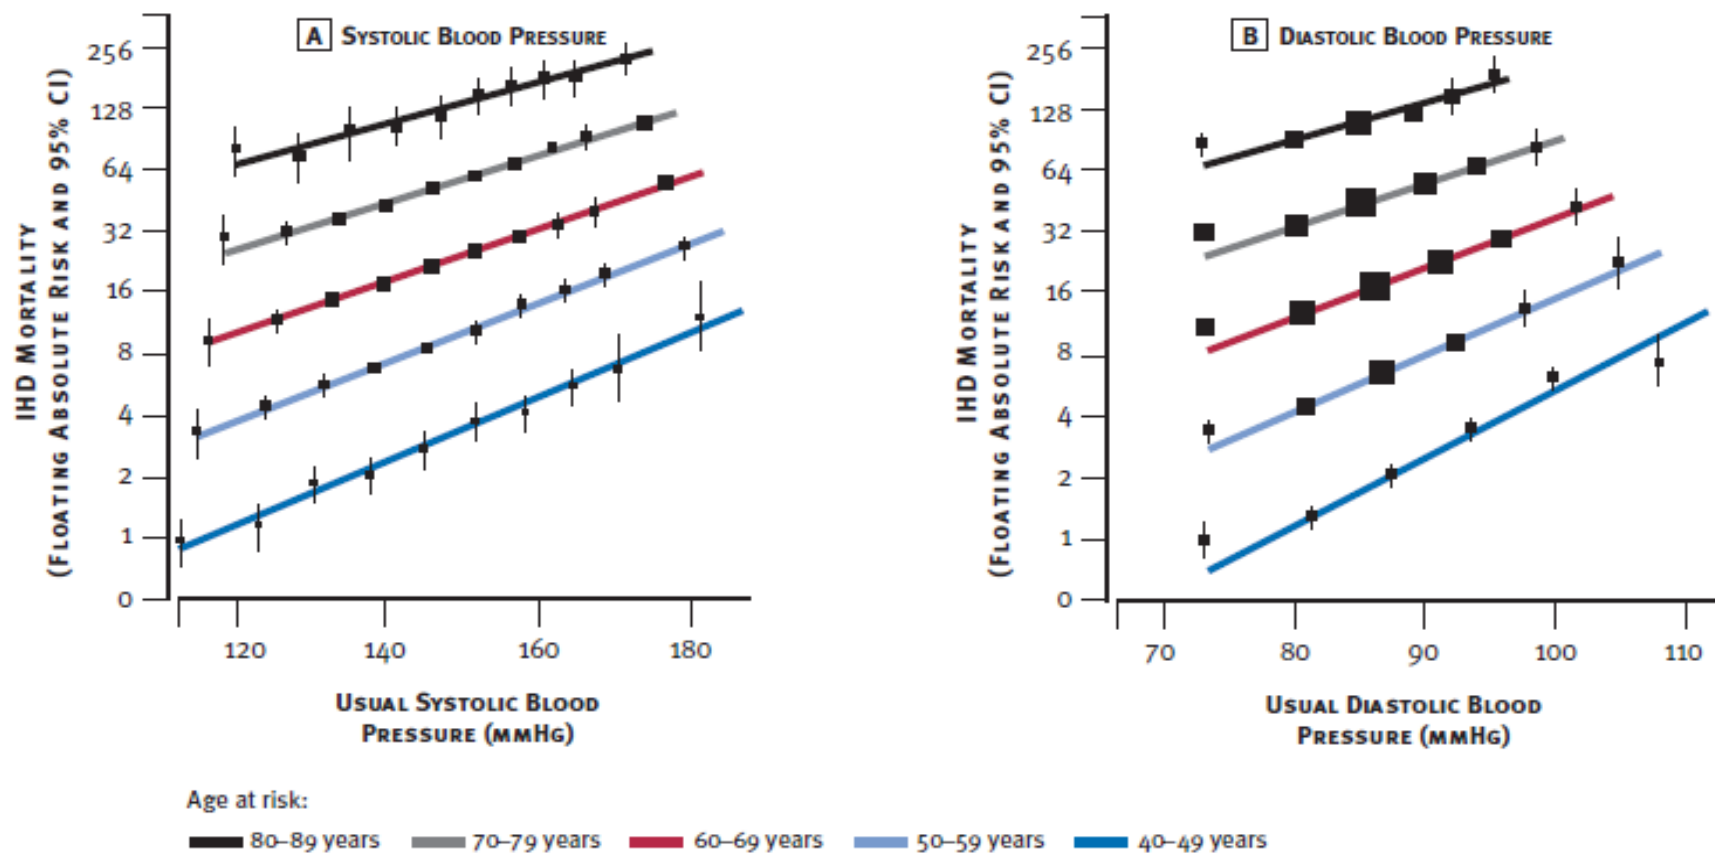 A SYSTOLIC BLOOD PRESSURE
IHD MORTALITY
(FLOATING ABSOLUTE RISK AND 95% CI)
256
128
64
32
16
8
4
2
1
0
120 140 160 180
USUAL SYSTOLIC BLOOD
PRESSURE (MMHG)
B DIASTOLIC BLOOD PRESSURE
IHD MORTALITY
(FLOATING ABSOLUTE RISK AND 95% CI)
256
128
64
32
16
8
4
2
1
0
70 80 90 100 110
USUAL DIASTOLIC BLOOD
PRESSURE (MMHG)
Age at risk:
80–89 years 70–79 years 60–69 years 50–59 years 40–49 years